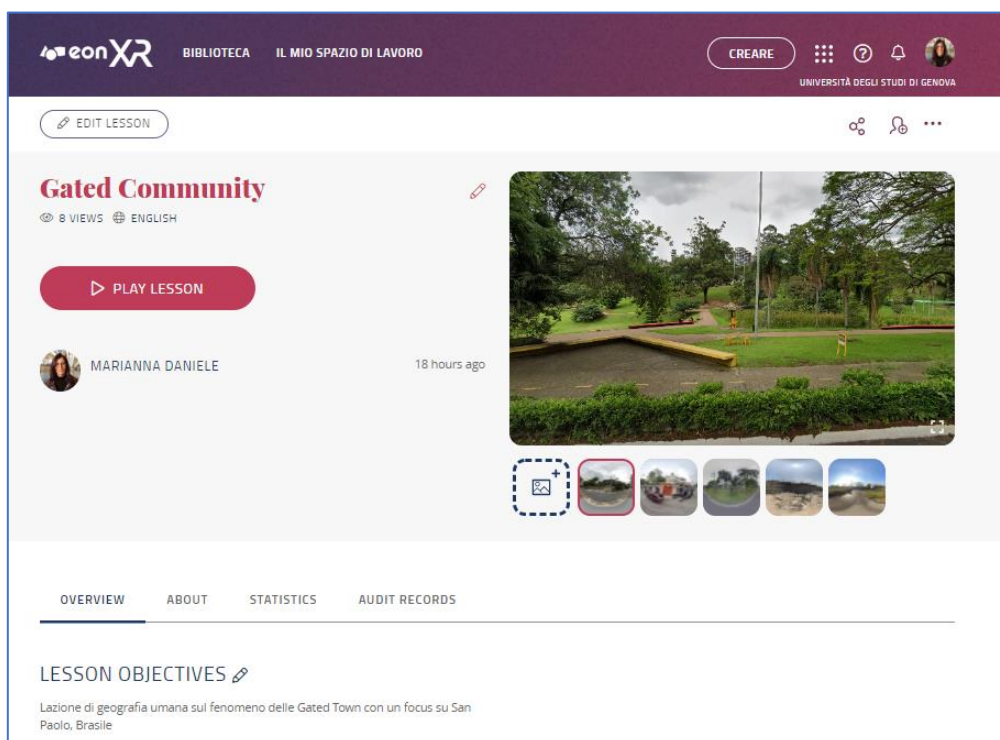 eonXR BIBLIOTECA IL MIO SPAZIO DI LAVORO CREARE
UNIVERSITÀ DEGLI STUDI DI GENOVA
EDIT LESSON
Gated Community
8 VIEWS ENGLISH
PLAY LESSON
MARIANNA DANIELE 18 hours ago
OVERVIEW ABOUT STATISTICS AUDIT RECORDS
LESSON OBJECTIVES
Lazione di geografia umana sul fenomeno delle Gated Town con un focus su San
Paolo, Brasile